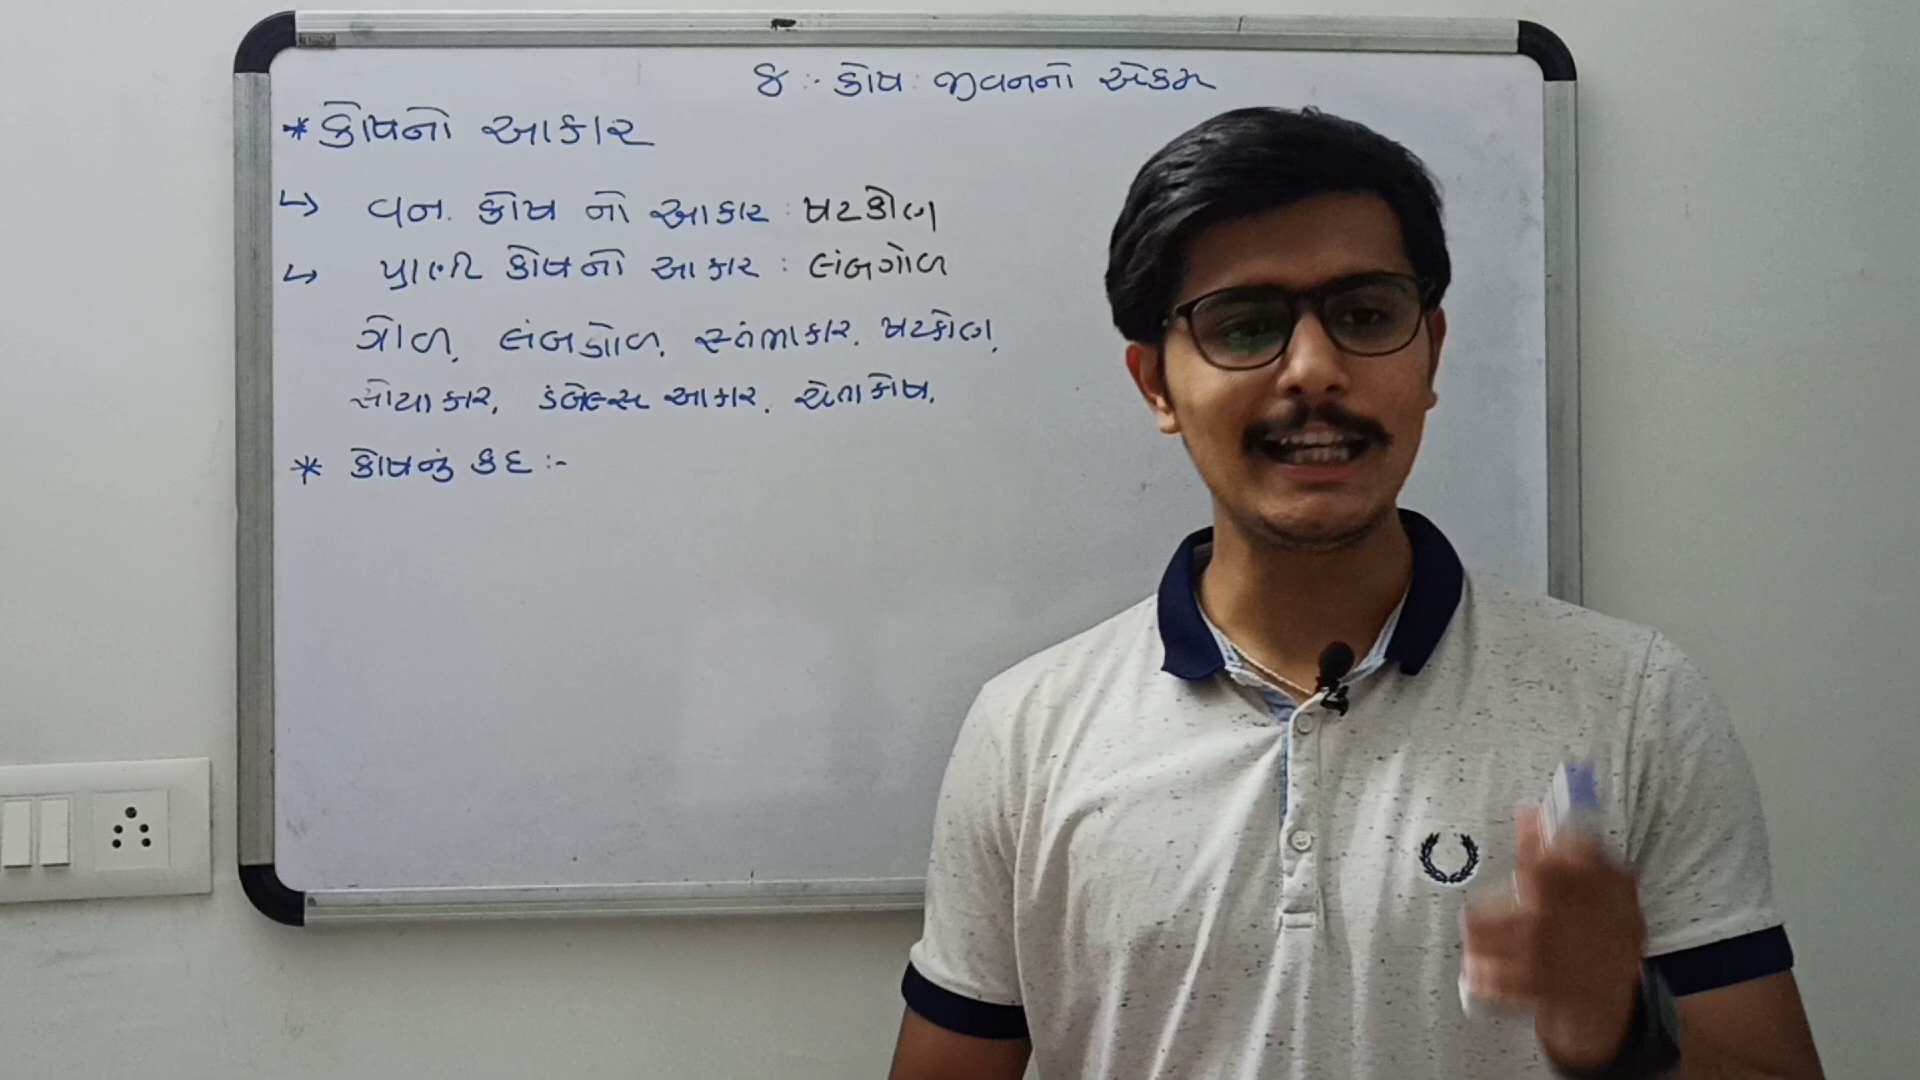 ૪ :- કોષ : જીવનનો એકમ
* કોષનો આકાર
↳ વન. કોષ નો આકાર : ષટકોણ
↳ પ્રાણી કોષનો આકાર : લંબગોળ
ગોળ, લંબગોળ, સ્તંભાકાર, ષટકોણ,
સોયાકાર, ડંબેલ્સ આકાર, ચેતાકોષ.
* કોષનું કદ :-